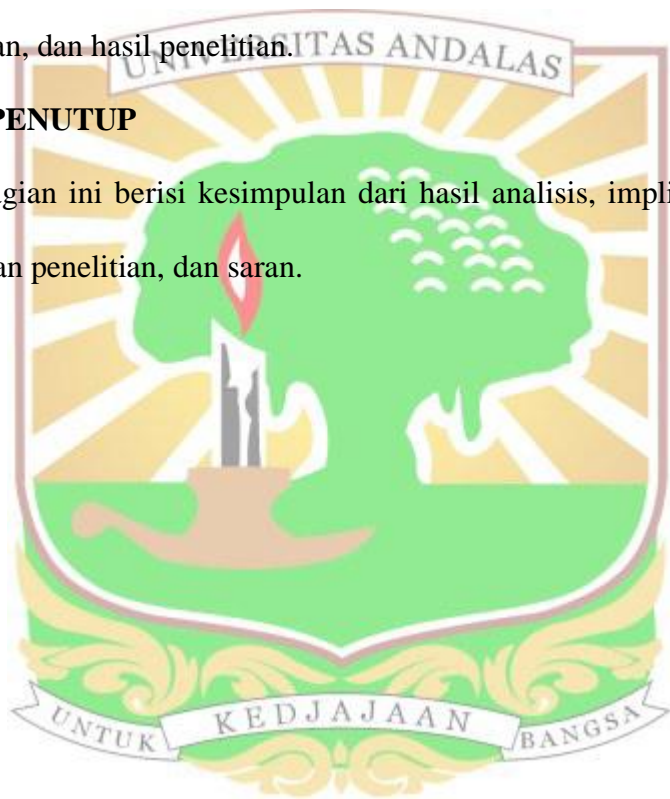 an, dan hasil penelitian.
UNIVERSITAS ANDALAS
PENUTUP
gian ini berisi kesimpulan dari hasil analisis, impli
an penelitian, dan saran.
UNTUK KEDJAJAAN BANGSA